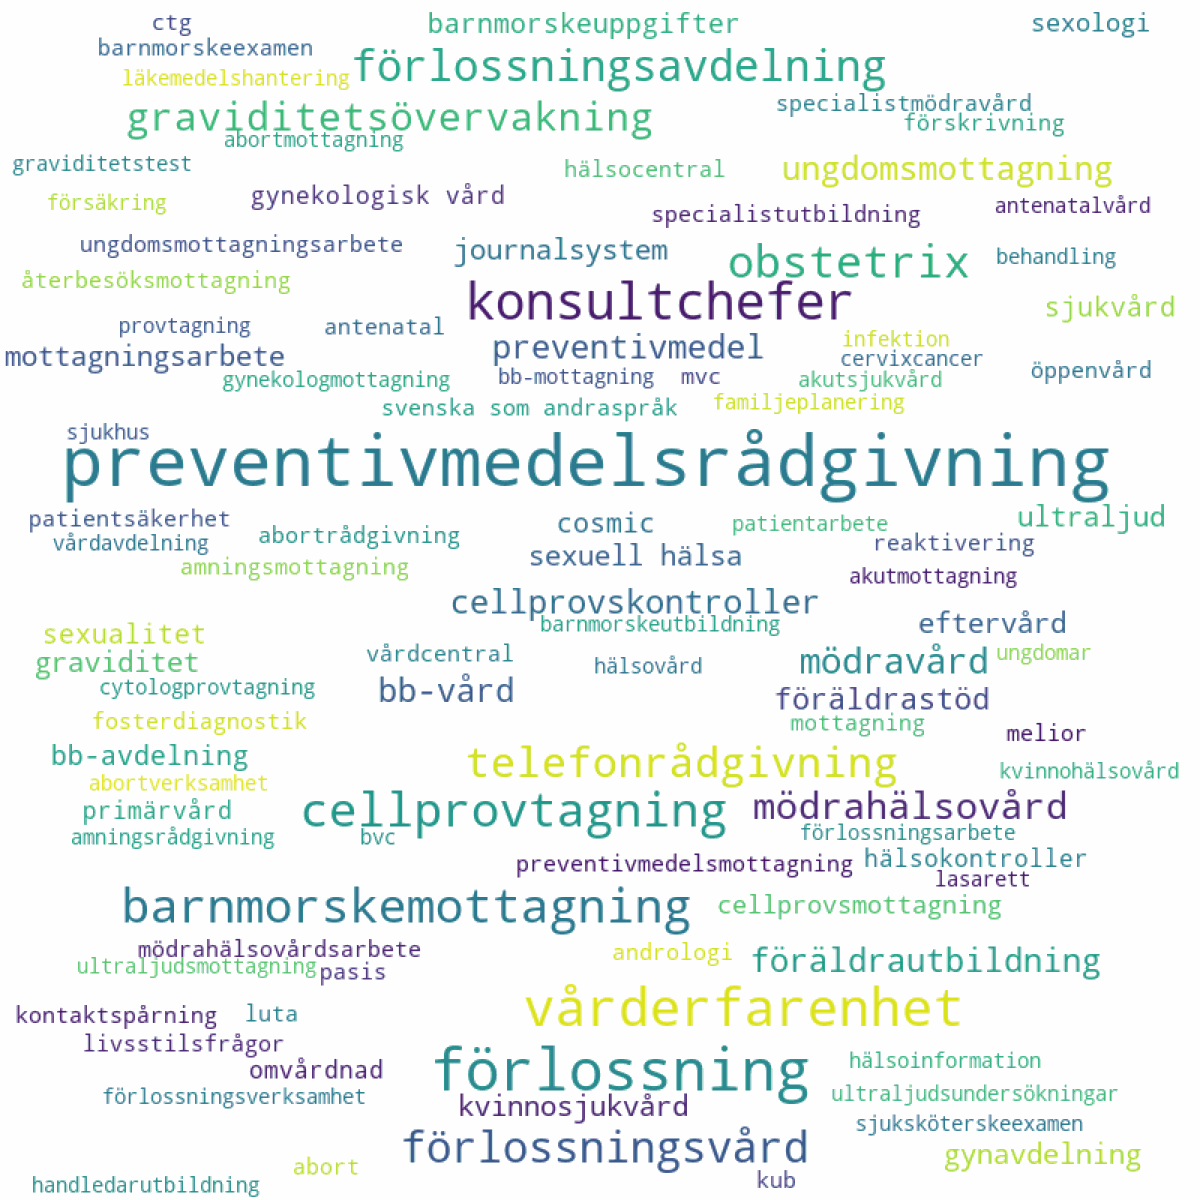 ctg
barnmorskeuppgifter
sexologi
barnmorskeexamen
förlossningsavdelning
läkemedelshantering
specialistmödravård
graviditetsövervakning
förskrivning
abortmottagning
graviditetstest
hälsocentral
ungdomsmottagning
försäkring
gynekologisk vård
specialistutbildning
antenatalvård
ungdomsmottagningsarbete
journalsystem
obstetrix
behandling
återbesöksmottagning
konsultchefer
sjukvård
provtagning
antenatal
infektion
mottagningsarbete
preventivmedel
cervixcancer
öppenvård
gynekologmottagning
bb-mottagning
mvc
akutsjukvård
svenska som andraspråk
familjeplanering
sjukhus
preventivmedelsrådgivning
patientsäkerhet
cosmic
patientarbete
ultraljud
vårdavdelning
abortrådgivning
sexuell hälsa
reaktivering
amningsmottagning
akutmottagning
cellprovskontroller
barnmorskeutbildning
eftervård
sexualitet
graviditet
vårdcentral
hälsovård
mödravård
ungdomar
cytologprovtagning
bb-vård
föräldrastöd
fosterdiagnostik
mottagning
melior
bb-avdelning
telefonrådgivning
kvinnohälsovård
abortverksamhet
primärvård
cellprovtagning
mödrahälsovård
amningsrådgivning
bvc
förlossningsarbete
preventivmedelsmottagning
hälsokontroller
lasarett
barnmorskemottagning
cellprovsmottagning
mödrahälsovårdsarbete
andrologi
föräldrautbildning
ultraljudsmottagning
pasis
vårderfarenhet
kontaktspårning
luta
livsstilsfrågor
förlossning
hälsoinformation
omvårdnad
förlossningsverksamhet
kvinnosjukvård
ultraljudsundersökningar
sjuksköterskeexamen
förlossningsvård
gynavdelning
abort
kub
handledarutbildning